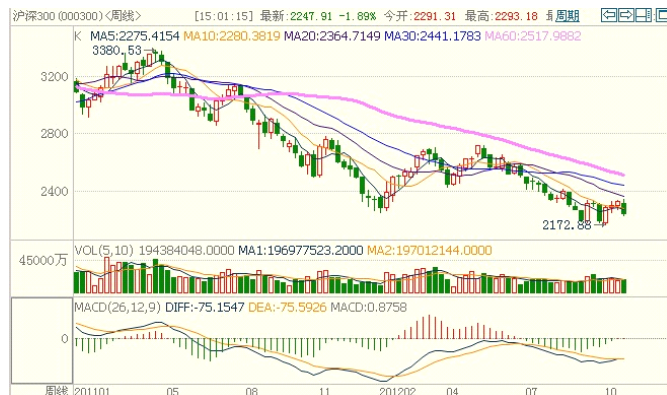 沪深300 (000300)<周线> [15:01:15] 最新:2247.91 -1.89% 今开:2291.31 最高:2293.18 周期
K MA5:2275.4154 MA10:2280.3819 MA20:2364.7149 MA30:2441.1783 MA60:2517.9882
3380.53
3200
2800
2400
2172.88
VOL(5,10) 194384048.0000 MA1:196977523.2000 MA2:197012144.0000
45000万
MACD(26,12,9) DIFF:-75.1547 DEA:-75.5926 MACD:0.8758
0
周线 201101 05 08 11 201202 04 07 10